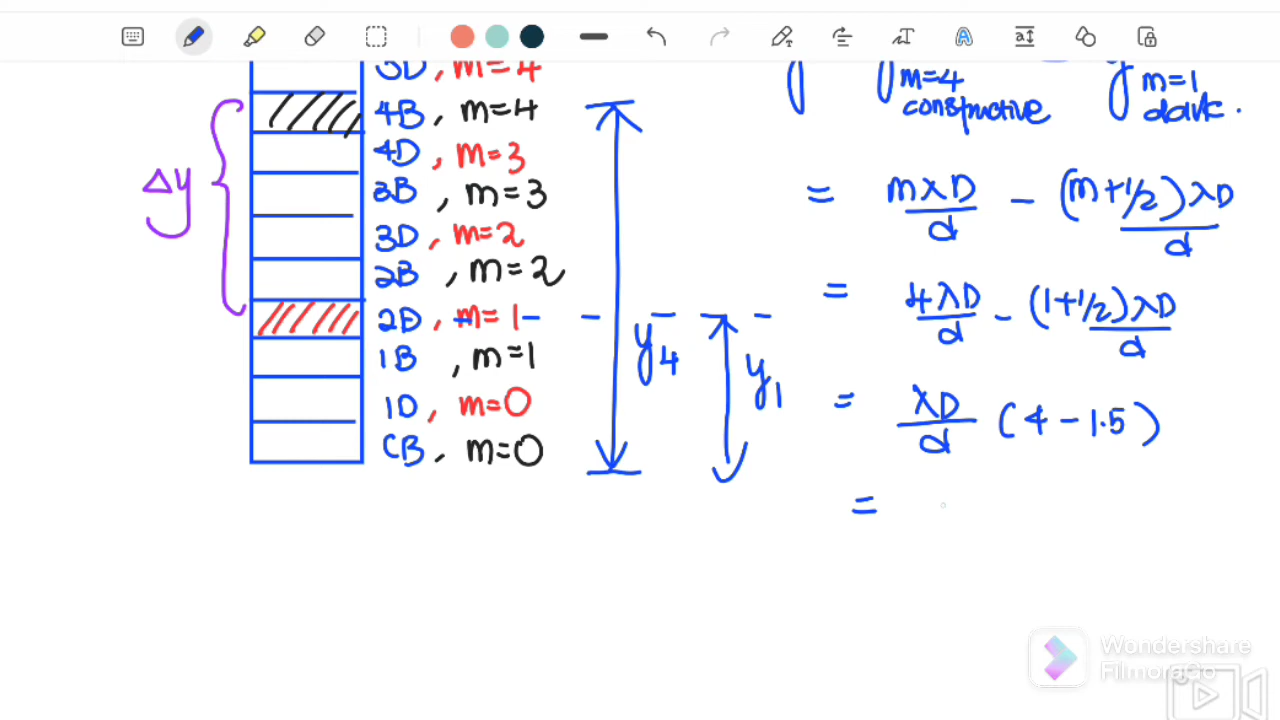 5D, m=4
4B, m=4
4D, m=3
3B, m=3
3D, m=2
2B, m=2
2D, m=1
1B, m=1
1D, m=0
CB, m=0
Δy
y4
y1
y m=4 constructive
y m=1 dark.
= mλD/d - (m+1/2)λD/d
= 4λD/d - (1+1/2)λD/d
= λD/d (4-1.5)
=
Wondershare
FilmoraGo